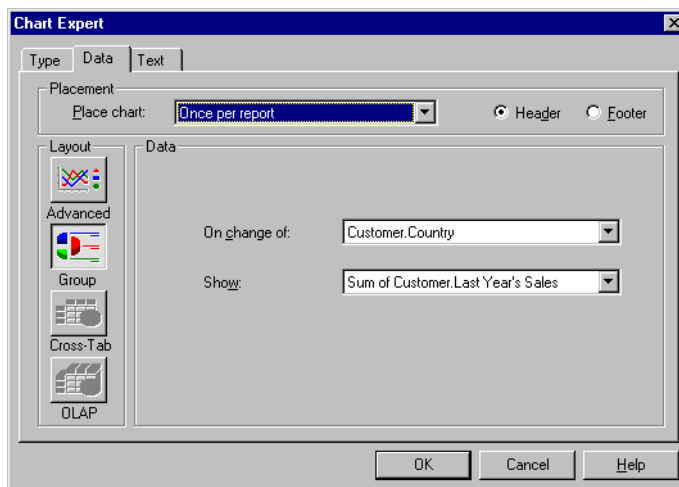 Chart Expert
Type Data Text
Placement
Place chart: Once per report Header Footer
Layout Data
Advanced
On change of: Customer.Country
Group
Show: Sum of Customer.Last Year's Sales
Cross-Tab
OLAP
OK Cancel Help